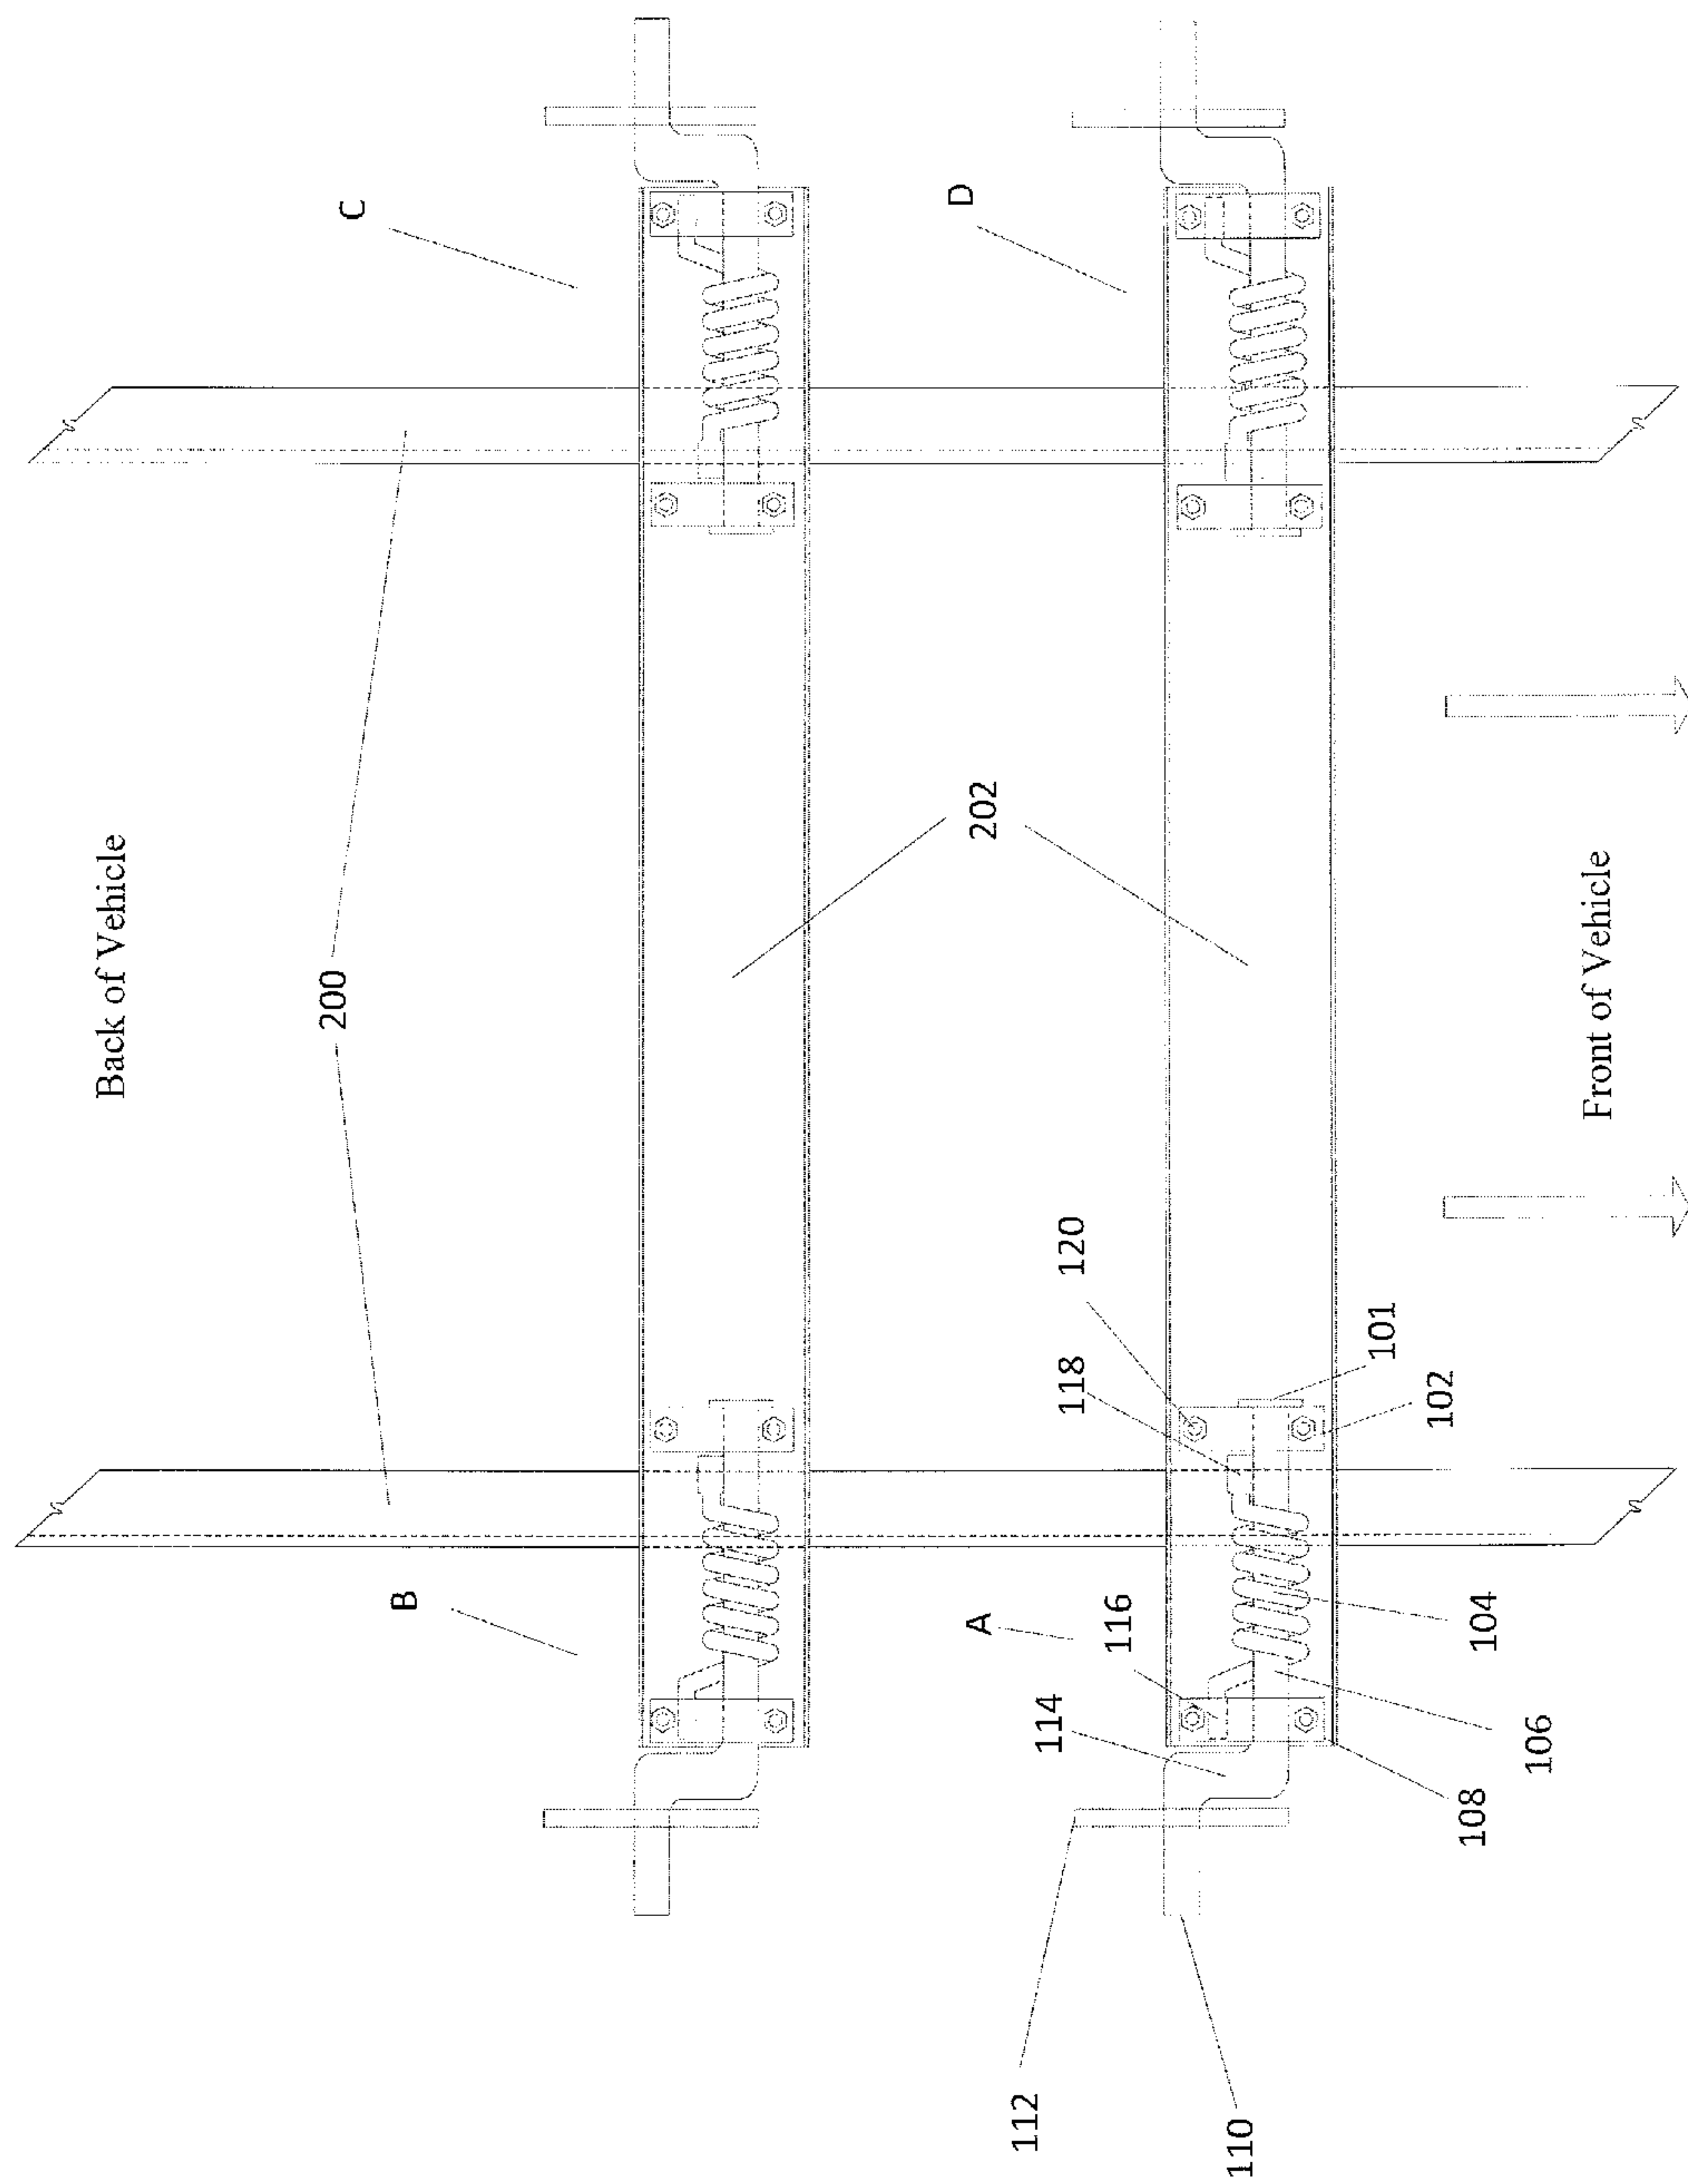 Back of Vehicle
200
B
C
202
A
D
112
110
114
116
118
120
108
106
104
102
101
Front of Vehicle